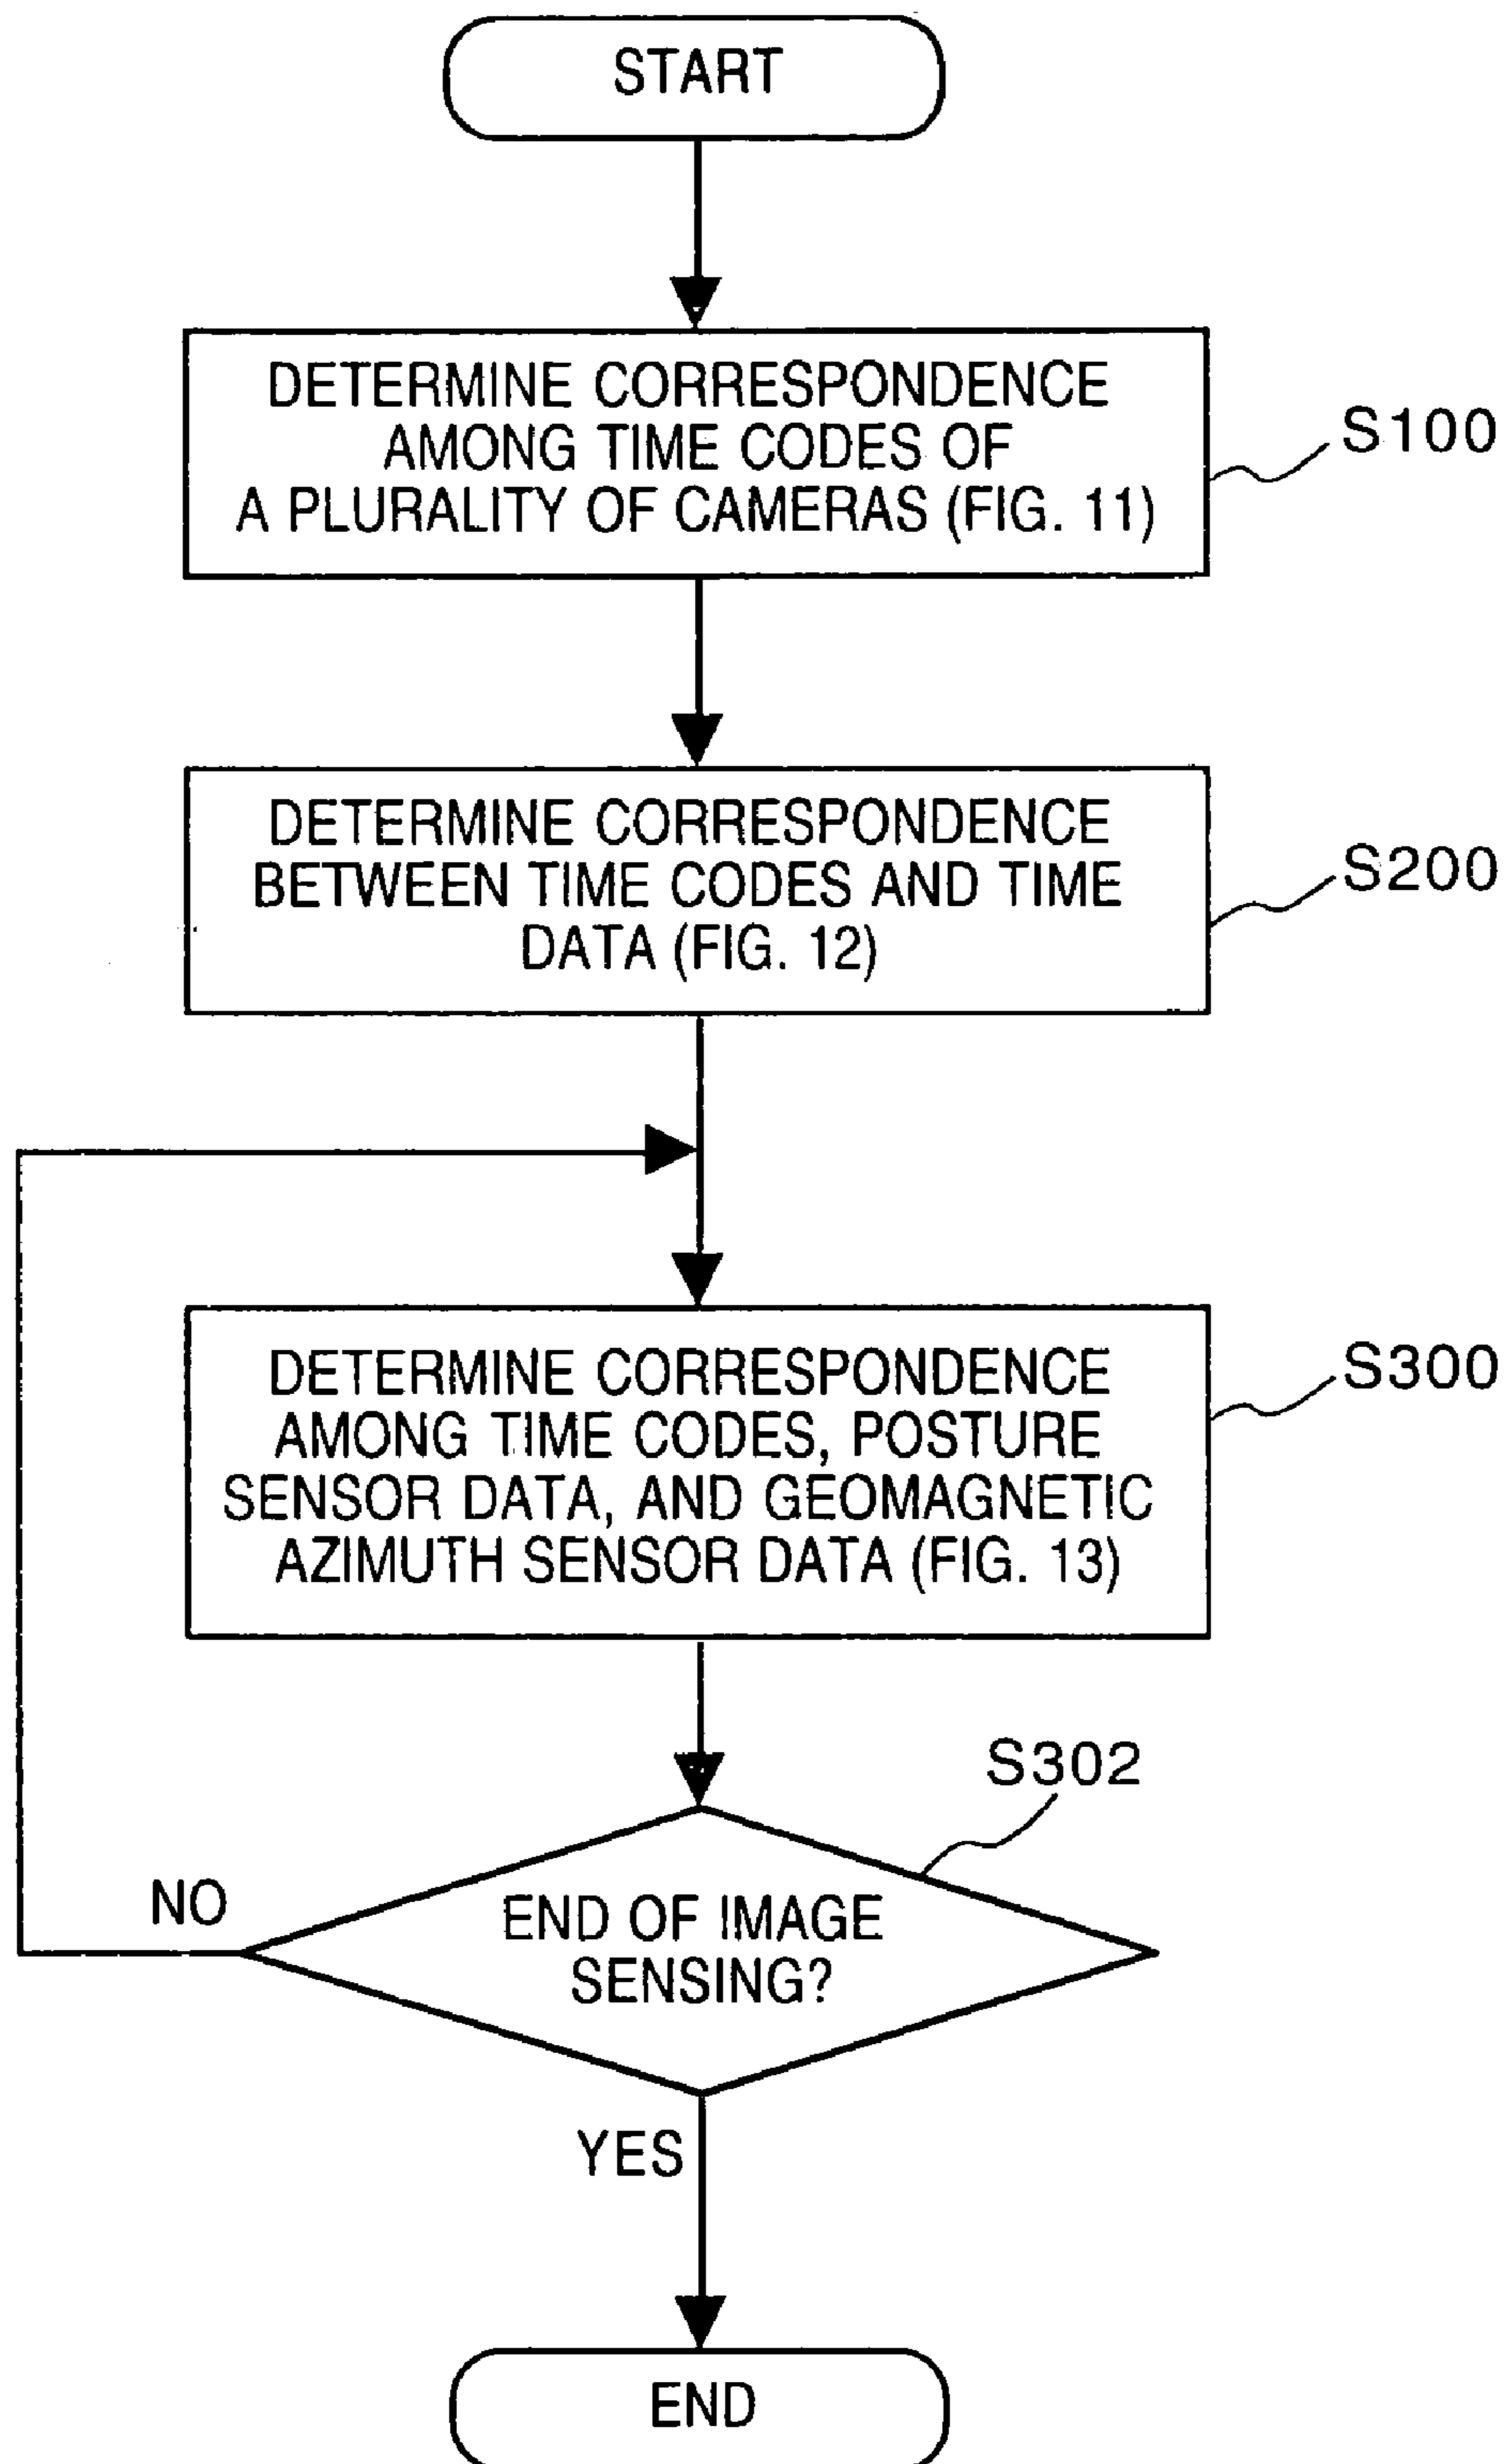 START
DETERMINE CORRESPONDENCE
AMONG TIME CODES OF
A PLURALITY OF CAMERAS (FIG. 11)
S100
DETERMINE CORRESPONDENCE
BETWEEN TIME CODES AND TIME
DATA (FIG. 12)
S200
DETERMINE CORRESPONDENCE
AMONG TIME CODES, POSTURE
SENSOR DATA, AND GEOMAGNETIC
AZIMUTH SENSOR DATA (FIG. 13)
S300
S302
NO
END OF IMAGE
SENSING?
YES
END